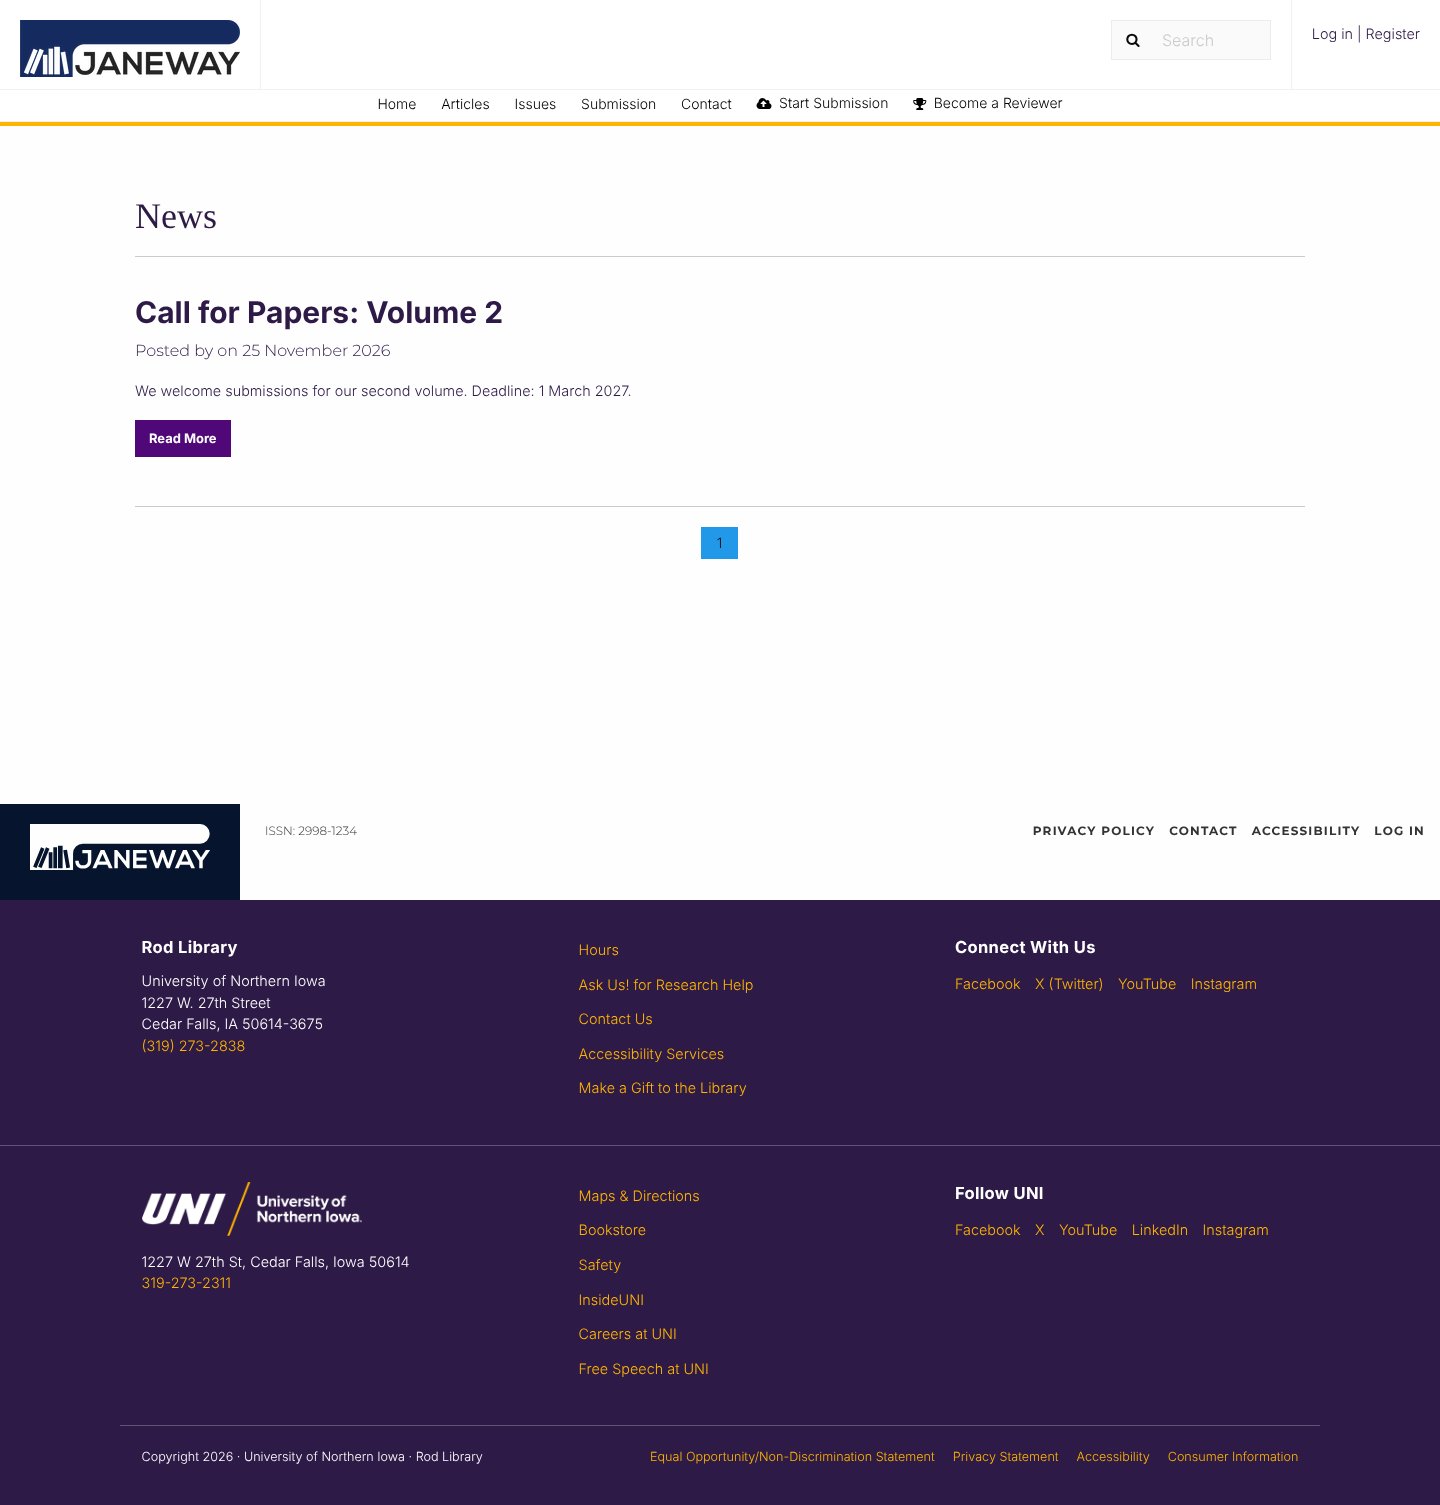 JANEWAY
Search
Log in | Register
Home Articles Issues Submission Contact Start Submission Become a Reviewer
News
Call for Papers: Volume 2
Posted by on 25 November 2026
We welcome submissions for our second volume. Deadline: 1 March 2027.
Read More
1
JANEWAY
ISSN: 2998-1234
PRIVACY POLICY CONTACT ACCESSIBILITY LOG IN
Rod Library
University of Northern Iowa
1227 W. 27th Street
Cedar Falls, IA 50614-3675
(319) 273-2838
Hours
Ask Us! for Research Help
Contact Us
Accessibility Services
Make a Gift to the Library
Connect With Us
Facebook X (Twitter) YouTube Instagram
UNI University of
Northern Iowa.
1227 W 27th St, Cedar Falls, Iowa 50614
319-273-2311
Maps & Directions
Bookstore
Safety
InsideUNI
Careers at UNI
Free Speech at UNI
Follow UNI
Facebook X YouTube LinkedIn Instagram
Copyright 2026 · University of Northern Iowa · Rod Library
Equal Opportunity/Non-Discrimination Statement Privacy Statement Accessibility Consumer Information